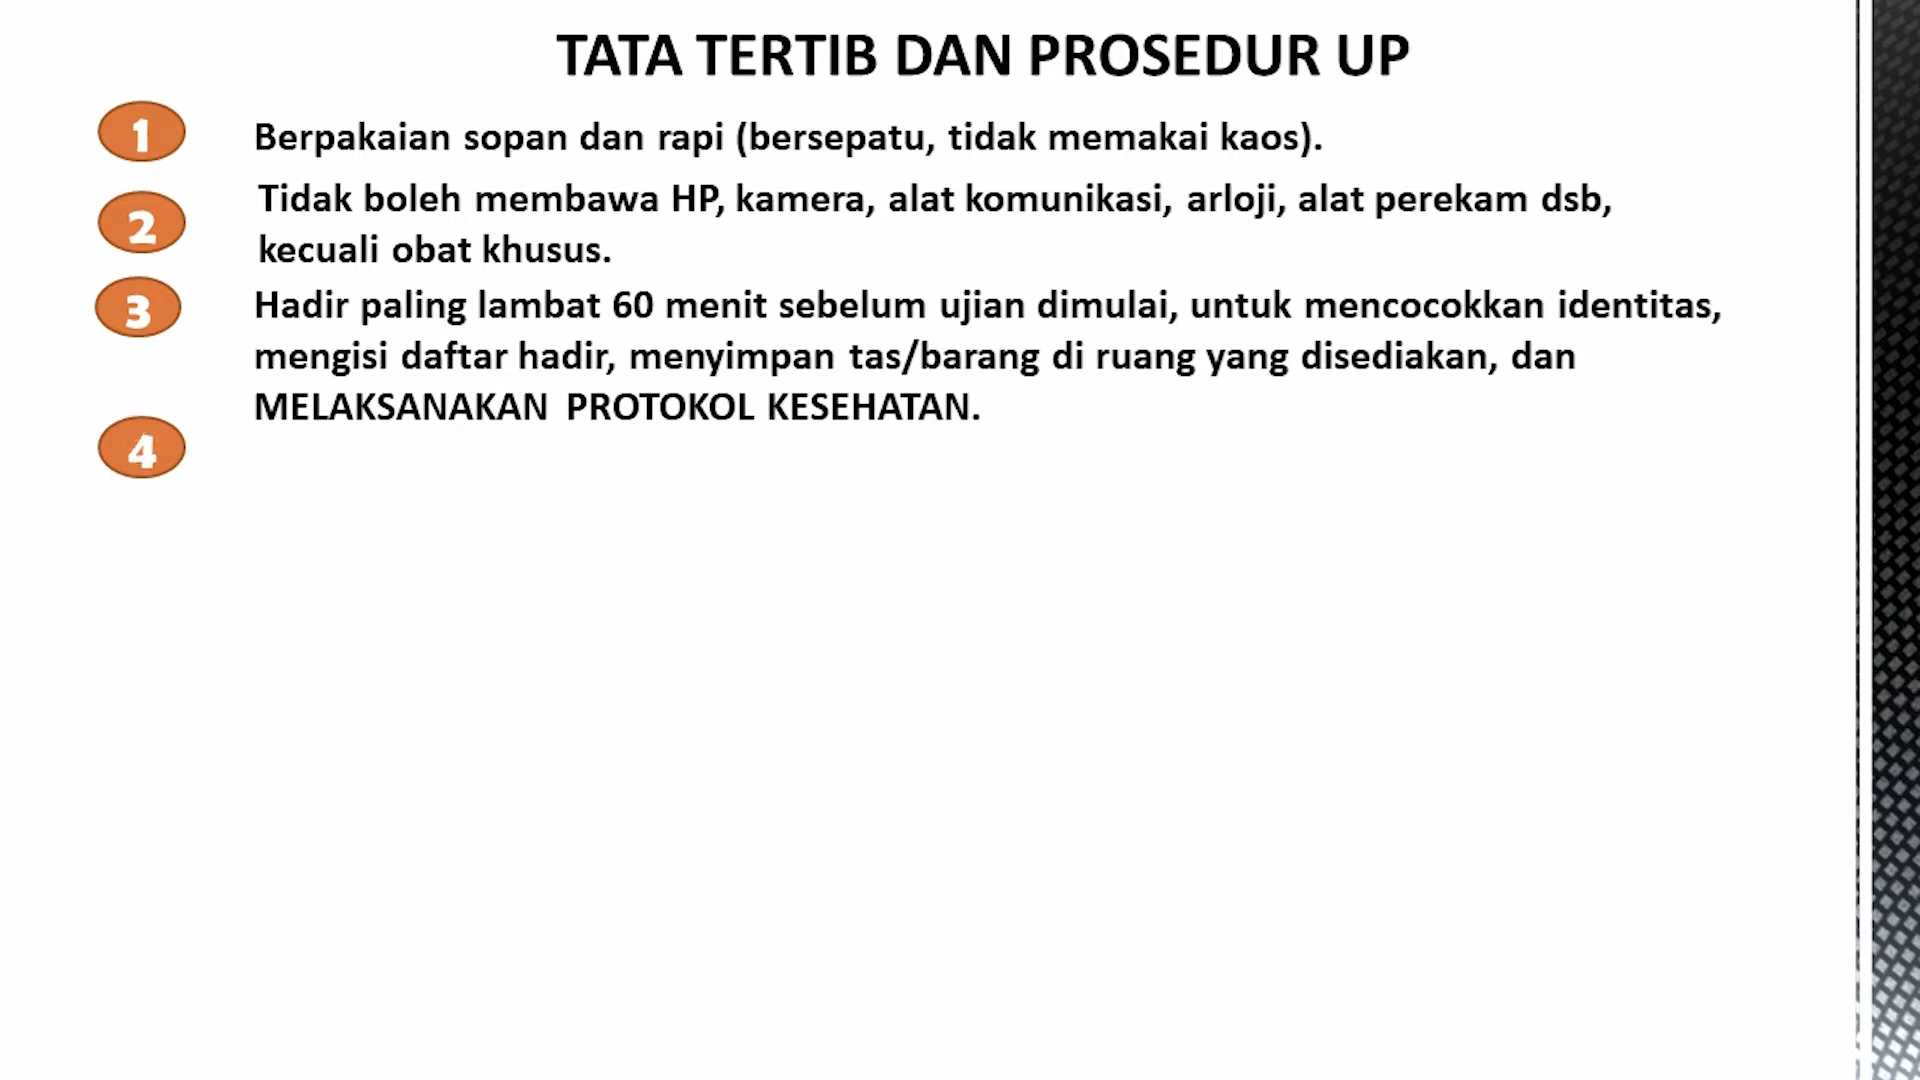 TATA TERTIB DAN PROSEDUR UP
1 Berpakaian sopan dan rapi (bersepatu, tidak memakai kaos).
2 Tidak boleh membawa HP, kamera, alat komunikasi, arloji, alat perekam dsb,
kecuali obat khusus.
3 Hadir paling lambat 60 menit sebelum ujian dimulai, untuk mencocokkan identitas,
mengisi daftar hadir, menyimpan tas/barang di ruang yang disediakan, dan
MELAKSANAKAN PROTOKOL KESEHATAN.
4